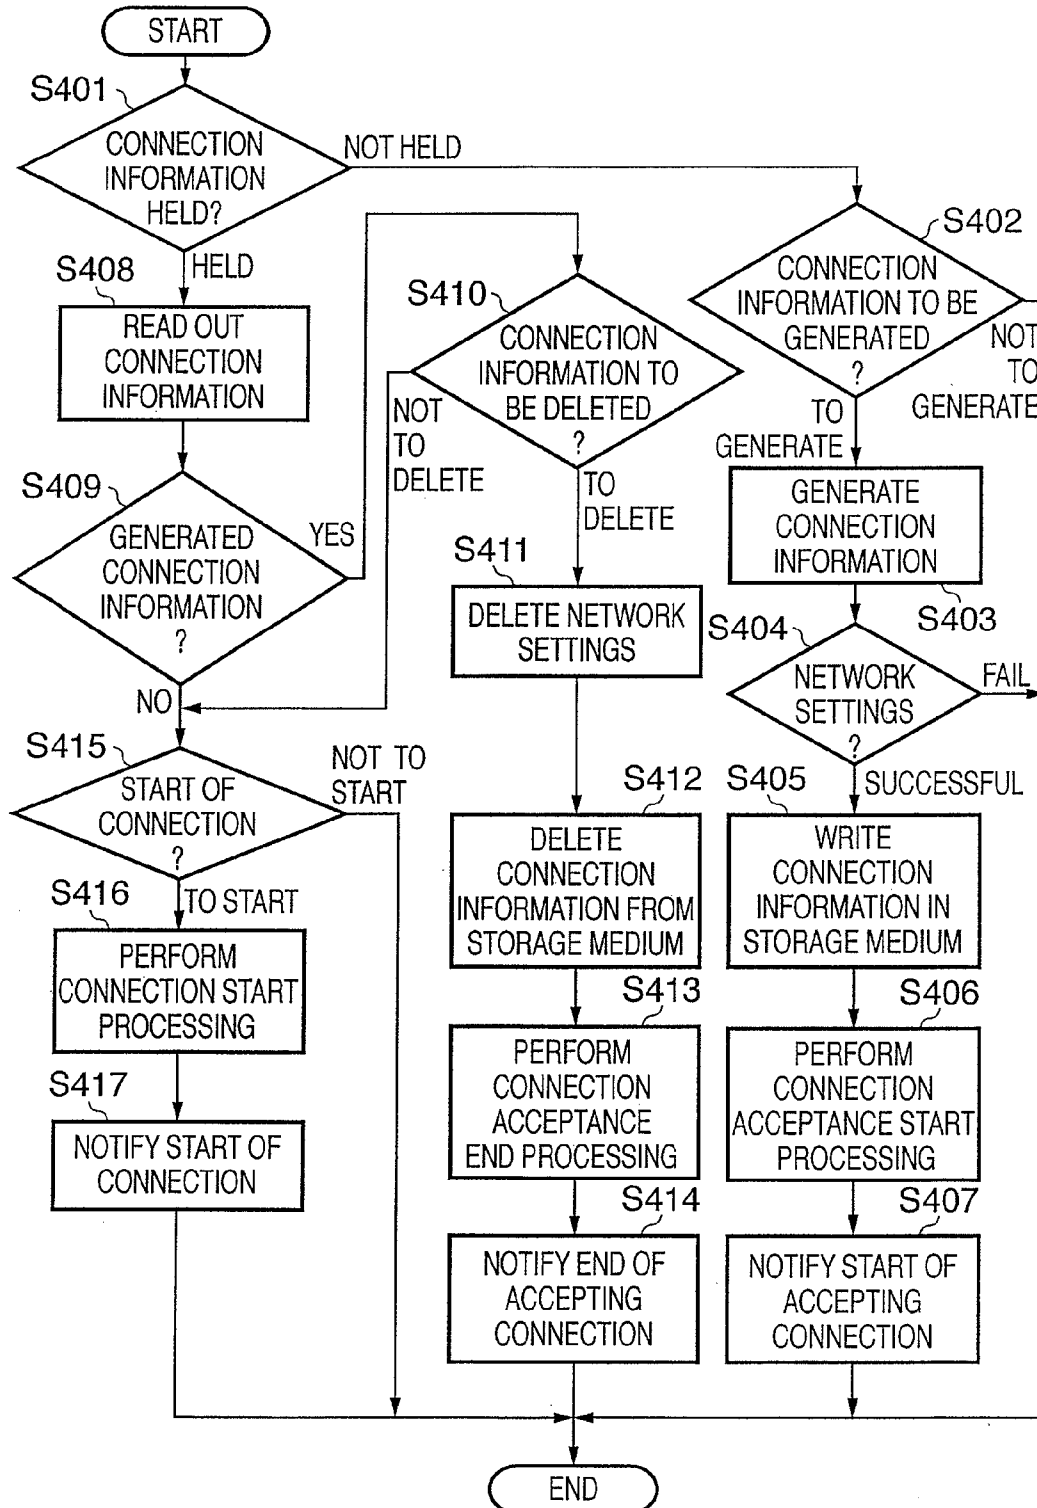 START
S401
CONNECTION
INFORMATION
HELD?
NOT HELD
HELD
S402
CONNECTION
INFORMATION TO BE
GENERATED
?
NOT
TO
GENERATE
TO
GENERATE
S408
READ OUT
CONNECTION
INFORMATION
S410
CONNECTION
INFORMATION TO
BE DELETED
?
NOT
TO
DELETE
TO
DELETE
S409
GENERATED
CONNECTION
INFORMATION
?
YES
NO
GENERATE
CONNECTION
INFORMATION
S403
S411
DELETE NETWORK
SETTINGS
S404
NETWORK
SETTINGS
?
FAIL
SUCCESSFUL
S415
START OF
CONNECTION
?
NOT TO
START
TO START
S412
DELETE
CONNECTION
INFORMATION FROM
STORAGE MEDIUM
S405
WRITE
CONNECTION
INFORMATION IN
STORAGE MEDIUM
S416
PERFORM
CONNECTION START
PROCESSING
S413
PERFORM
CONNECTION
ACCEPTANCE
END PROCESSING
S406
PERFORM
CONNECTION
ACCEPTANCE START
PROCESSING
S417
NOTIFY START OF
CONNECTION
S414
NOTIFY END OF
ACCEPTING
CONNECTION
S407
NOTIFY START OF
ACCEPTING
CONNECTION
END